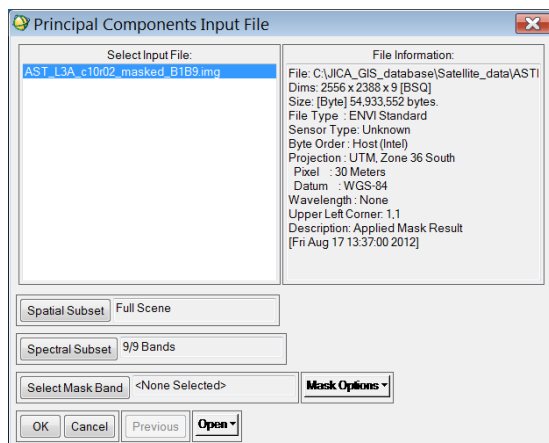 Principal Components Input File
Select Input File:
AST_L3A_c10r02_masked_B1B9.img
File Information:
File: C:\JICA_GIS_database\Satellite_data\ASTI
Dims: 2556 x 2388 x 9 [BSQ]
Size: [Byte] 54,933,552 bytes.
File Type : ENVI Standard
Sensor Type: Unknown
Byte Order : Host (Intel)
Projection : UTM, Zone 36 South
Pixel : 30 Meters
Datum : WGS-84
Wavelength : None
Upper Left Corner: 1,1
Description: Applied Mask Result
[Fri Aug 17 13:37:00 2012]
Spatial Subset Full Scene
Spectral Subset 9/9 Bands
Select Mask Band <None Selected> Mask Options
OK Cancel Previous Open